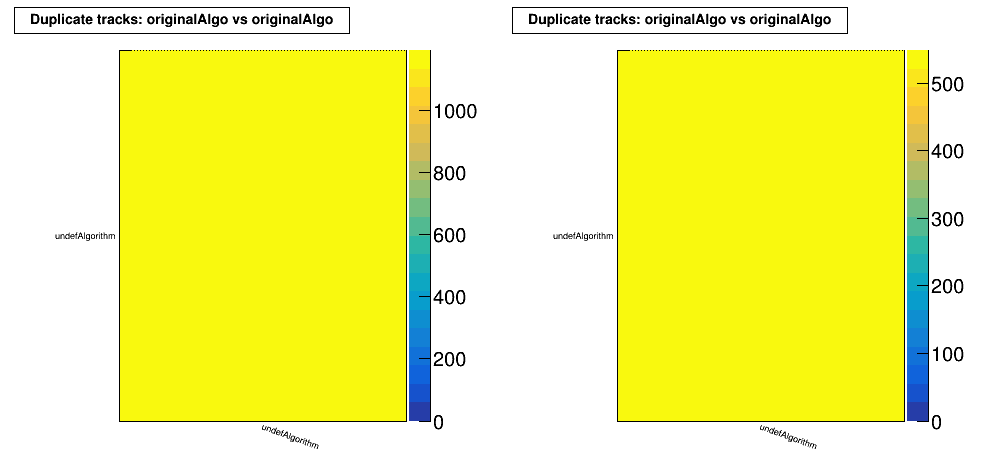 Duplicate tracks: originalAlgo vs originalAlgo
1000
800
600
400
200
0
undefAlgorithm
undefAlgorithm
Duplicate tracks: originalAlgo vs originalAlgo
500
400
300
200
100
0
undefAlgorithm
undefAlgorithm